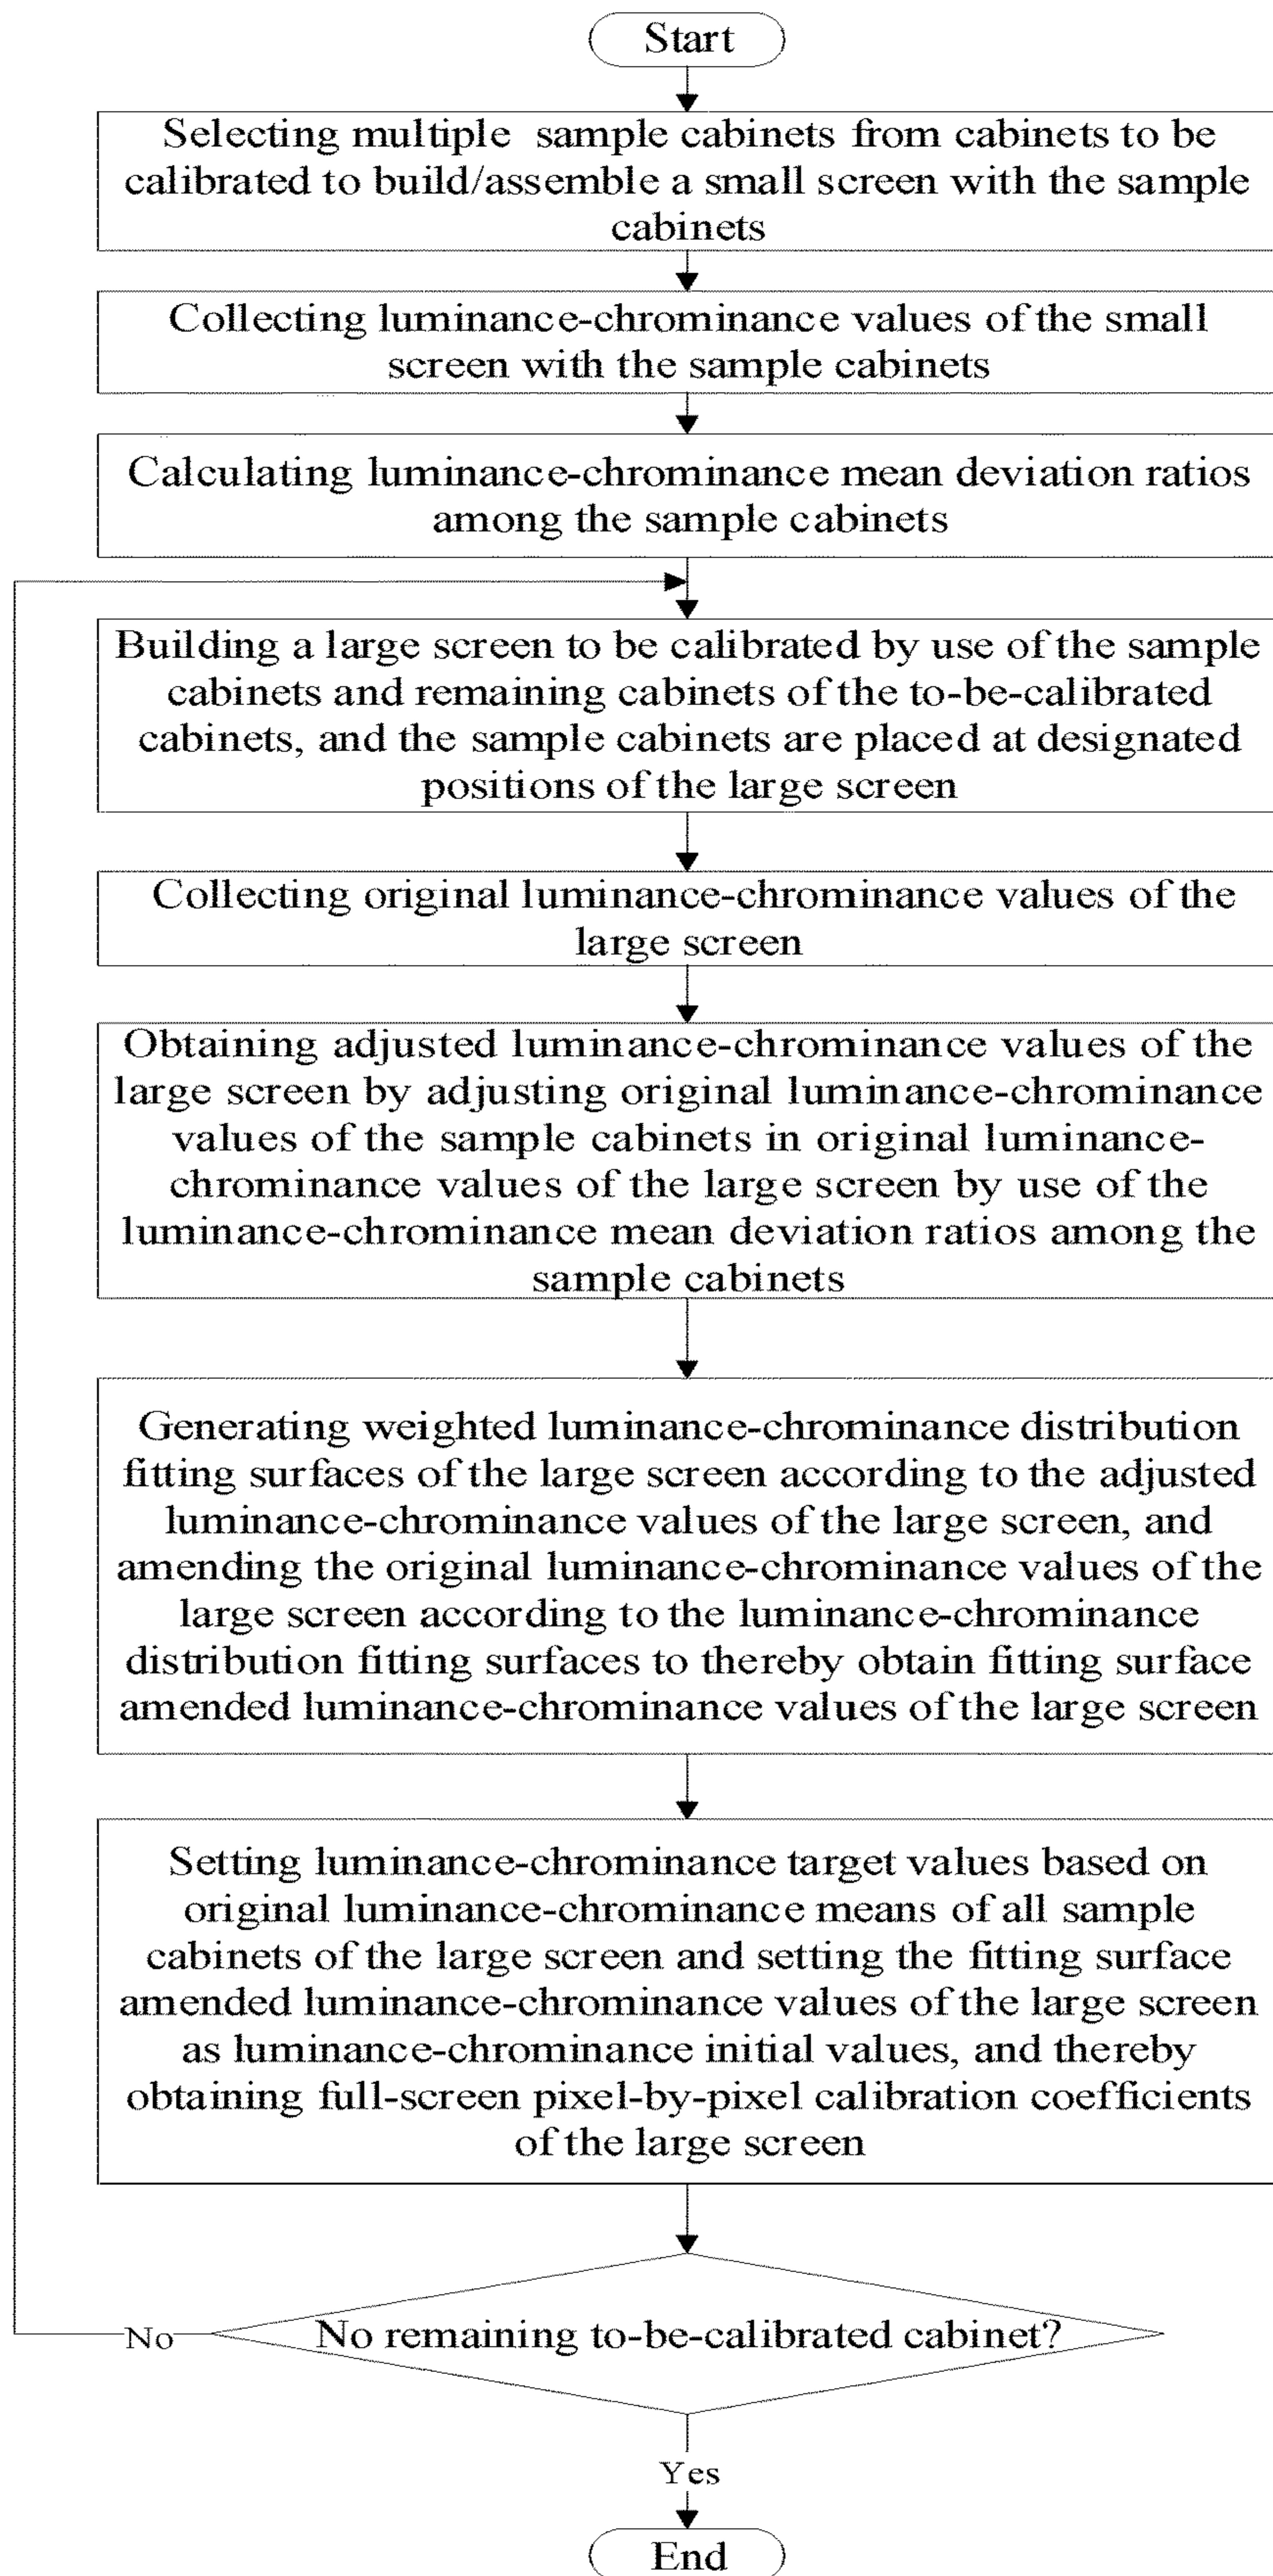 Start
Selecting multiple sample cabinets from cabinets to be
calibrated to build/assemble a small screen with the sample
cabinets
Collecting luminance-chrominance values of the small
screen with the sample cabinets
Calculating luminance-chrominance mean deviation ratios
among the sample cabinets
Building a large screen to be calibrated by use of the sample
cabinets and remaining cabinets of the to-be-calibrated
cabinets, and the sample cabinets are placed at designated
positions of the large screen
Collecting original luminance-chrominance values of the
large screen
Obtaining adjusted luminance-chrominance values of the
large screen by adjusting original luminance-chrominance
values of the sample cabinets in original luminance-
chrominance values of the large screen by use of the
luminance-chrominance mean deviation ratios among the
sample cabinets
Generating weighted luminance-chrominance distribution
fitting surfaces of the large screen according to the adjusted
luminance-chrominance values of the large screen, and
amending the original luminance-chrominance values of the
large screen according to the luminance-chrominance
distribution fitting surfaces to thereby obtain fitting surface
amended luminance-chrominance values of the large screen
Setting luminance-chrominance target values based on
original luminance-chrominance means of all sample
cabinets of the large screen and setting the fitting surface
amended luminance-chrominance values of the large screen
as luminance-chrominance initial values, and thereby
obtaining full-screen pixel-by-pixel calibration coefficients
of the large screen
No remaining to-be-calibrated cabinet?
No
Yes
End